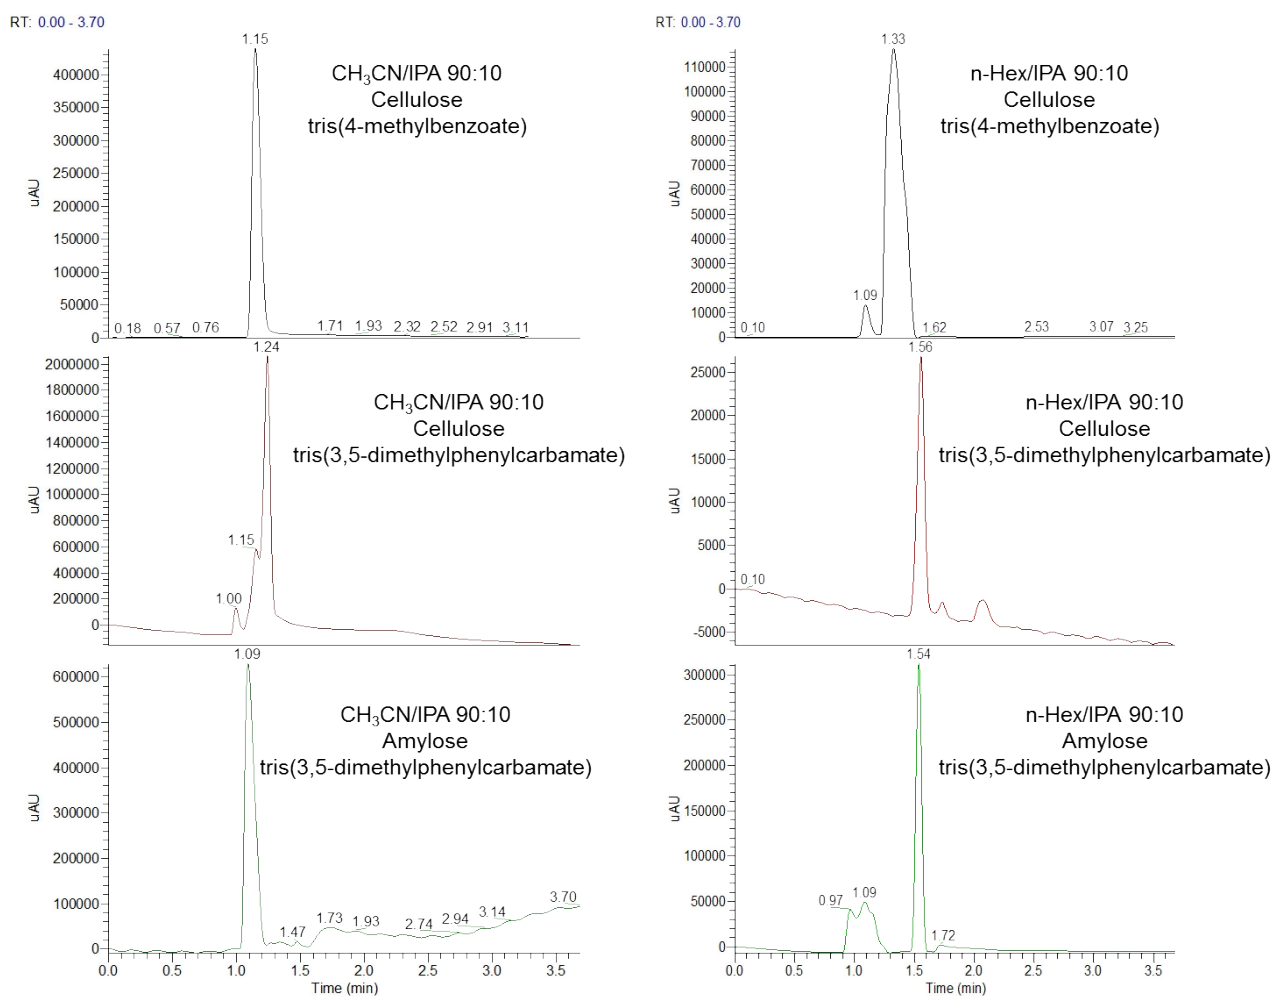 RT: 0.00 - 3.70
1.15
400000
350000
300000
250000
200000
150000
100000
50000
0
uAU
CH3CN/IPA 90:10
Cellulose
tris(4-methylbenzoate)
0.18 0.57 0.76 1.71 1.93 2.32 2.52 2.91 3.11
1.24
2000000
1800000
1600000
1400000
1200000
1000000
800000
600000
400000
200000
0
uAU
CH3CN/IPA 90:10
Cellulose
tris(3,5-dimethylphenylcarbamate)
1.15
1.00
1.09
600000
500000
400000
300000
200000
100000
0
uAU
CH3CN/IPA 90:10
Amylose
tris(3,5-dimethylphenylcarbamate)
1.47 1.73 1.93 2.74 2.94 3.14 3.70
0.0 0.5 1.0 1.5 2.0 2.5 3.0 3.5
Time (min)
RT: 0.00 - 3.70
1.33
110000
100000
90000
80000
70000
60000
50000
40000
30000
20000
10000
0
uAU
n-Hex/IPA 90:10
Cellulose
tris(4-methylbenzoate)
1.09
0.10 1.62 2.53 3.07 3.25
1.56
25000
20000
15000
10000
5000
0
-5000
uAU
n-Hex/IPA 90:10
Cellulose
tris(3,5-dimethylphenylcarbamate)
0.10
1.54
300000
250000
200000
150000
100000
50000
0
uAU
n-Hex/IPA 90:10
Amylose
tris(3,5-dimethylphenylcarbamate)
0.97 1.09
1.72
0.0 0.5 1.0 1.5 2.0 2.5 3.0 3.5
Time (min)